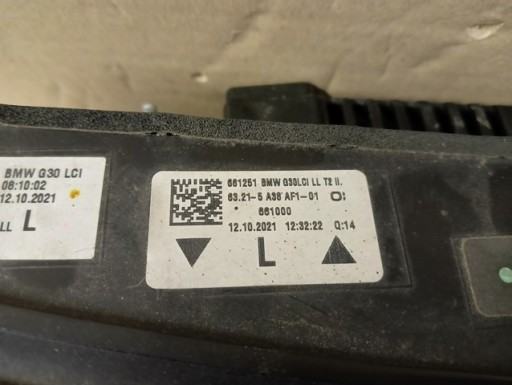 BMW G30 LCI
08:10:02
12.10.2021
LL L
661251 BMW G30LCI LL T2 II.
63.21-5 A38 AF1-01 O:
661000
12.10.2021 12:32:22 Q:14
L